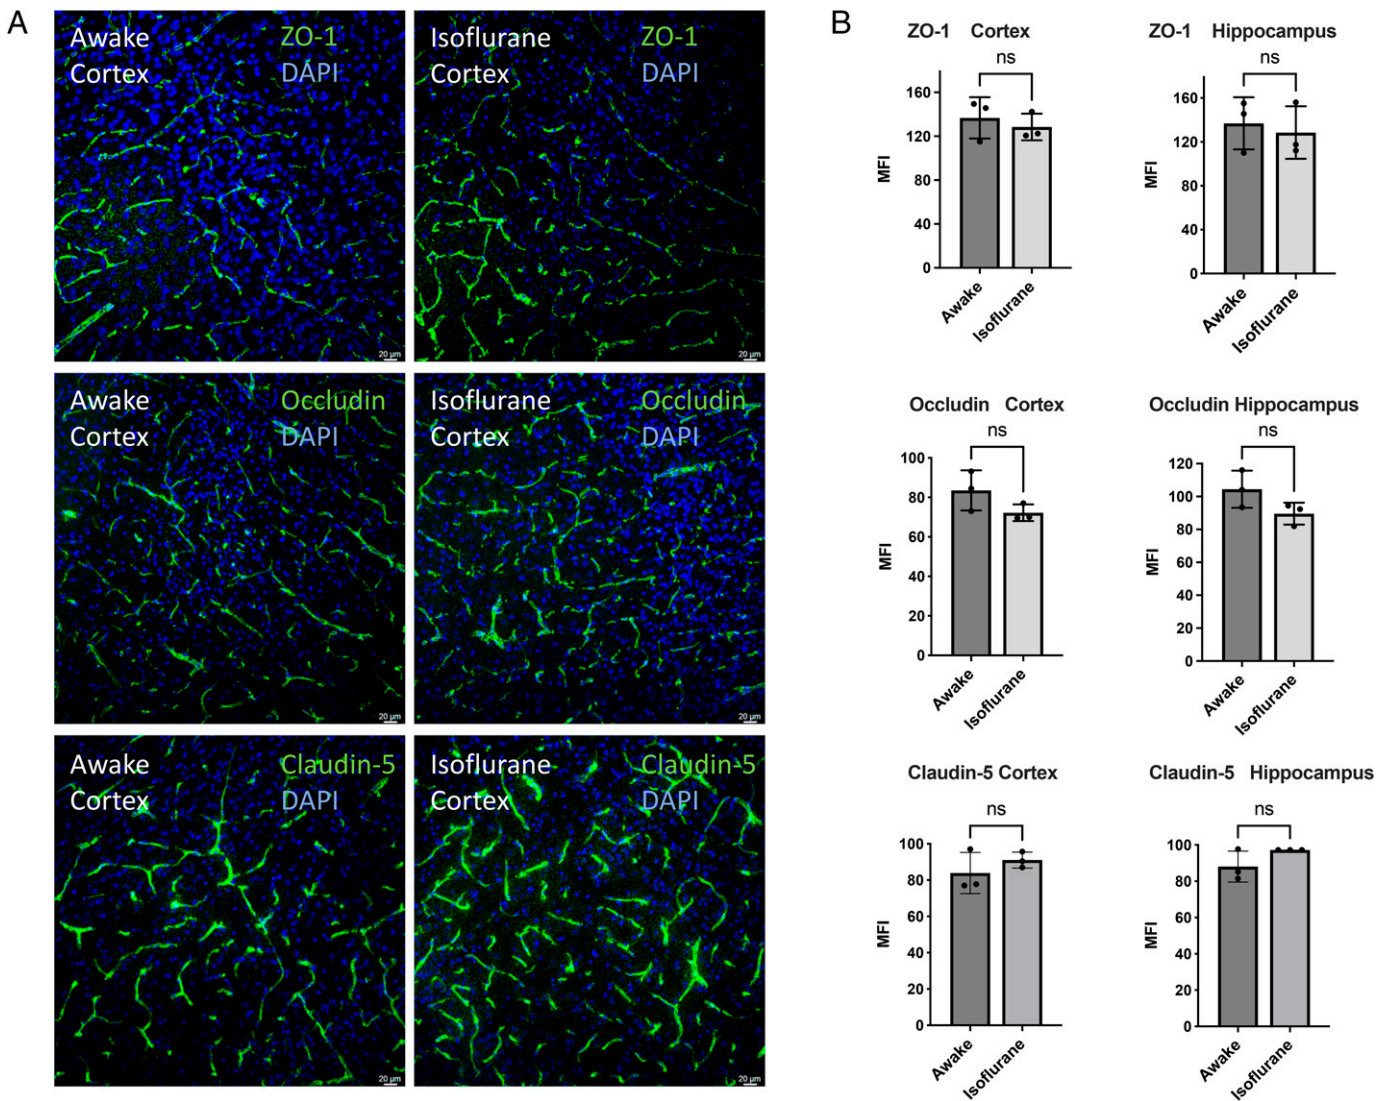 A
Awake ZO-1
Cortex DAPI
20 µm
Isoflurane ZO-1
Cortex DAPI
20 µm
Awake Occludin
Cortex DAPI
20 µm
Isoflurane Occludin
Cortex DAPI
20 µm
Awake Claudin-5
Cortex DAPI
20 µm
Isoflurane Claudin-5
Cortex DAPI
20 µm
B
ZO-1 Cortex
ns
160
120
80
40
0
MFI
Awake
Isoflurane
ZO-1 Hippocampus
ns
160
120
80
40
0
MFI
Awake
Isoflurane
Occludin Cortex
ns
100
80
60
40
20
0
MFI
Awake
Isoflurane
Occludin Hippocampus
ns
120
100
80
60
40
20
0
MFI
Awake
Isoflurane
Claudin-5 Cortex
ns
100
80
60
40
20
0
MFI
Awake
Isoflurane
Claudin-5 Hippocampus
ns
100
80
60
40
20
0
MFI
Awake
Isoflurane